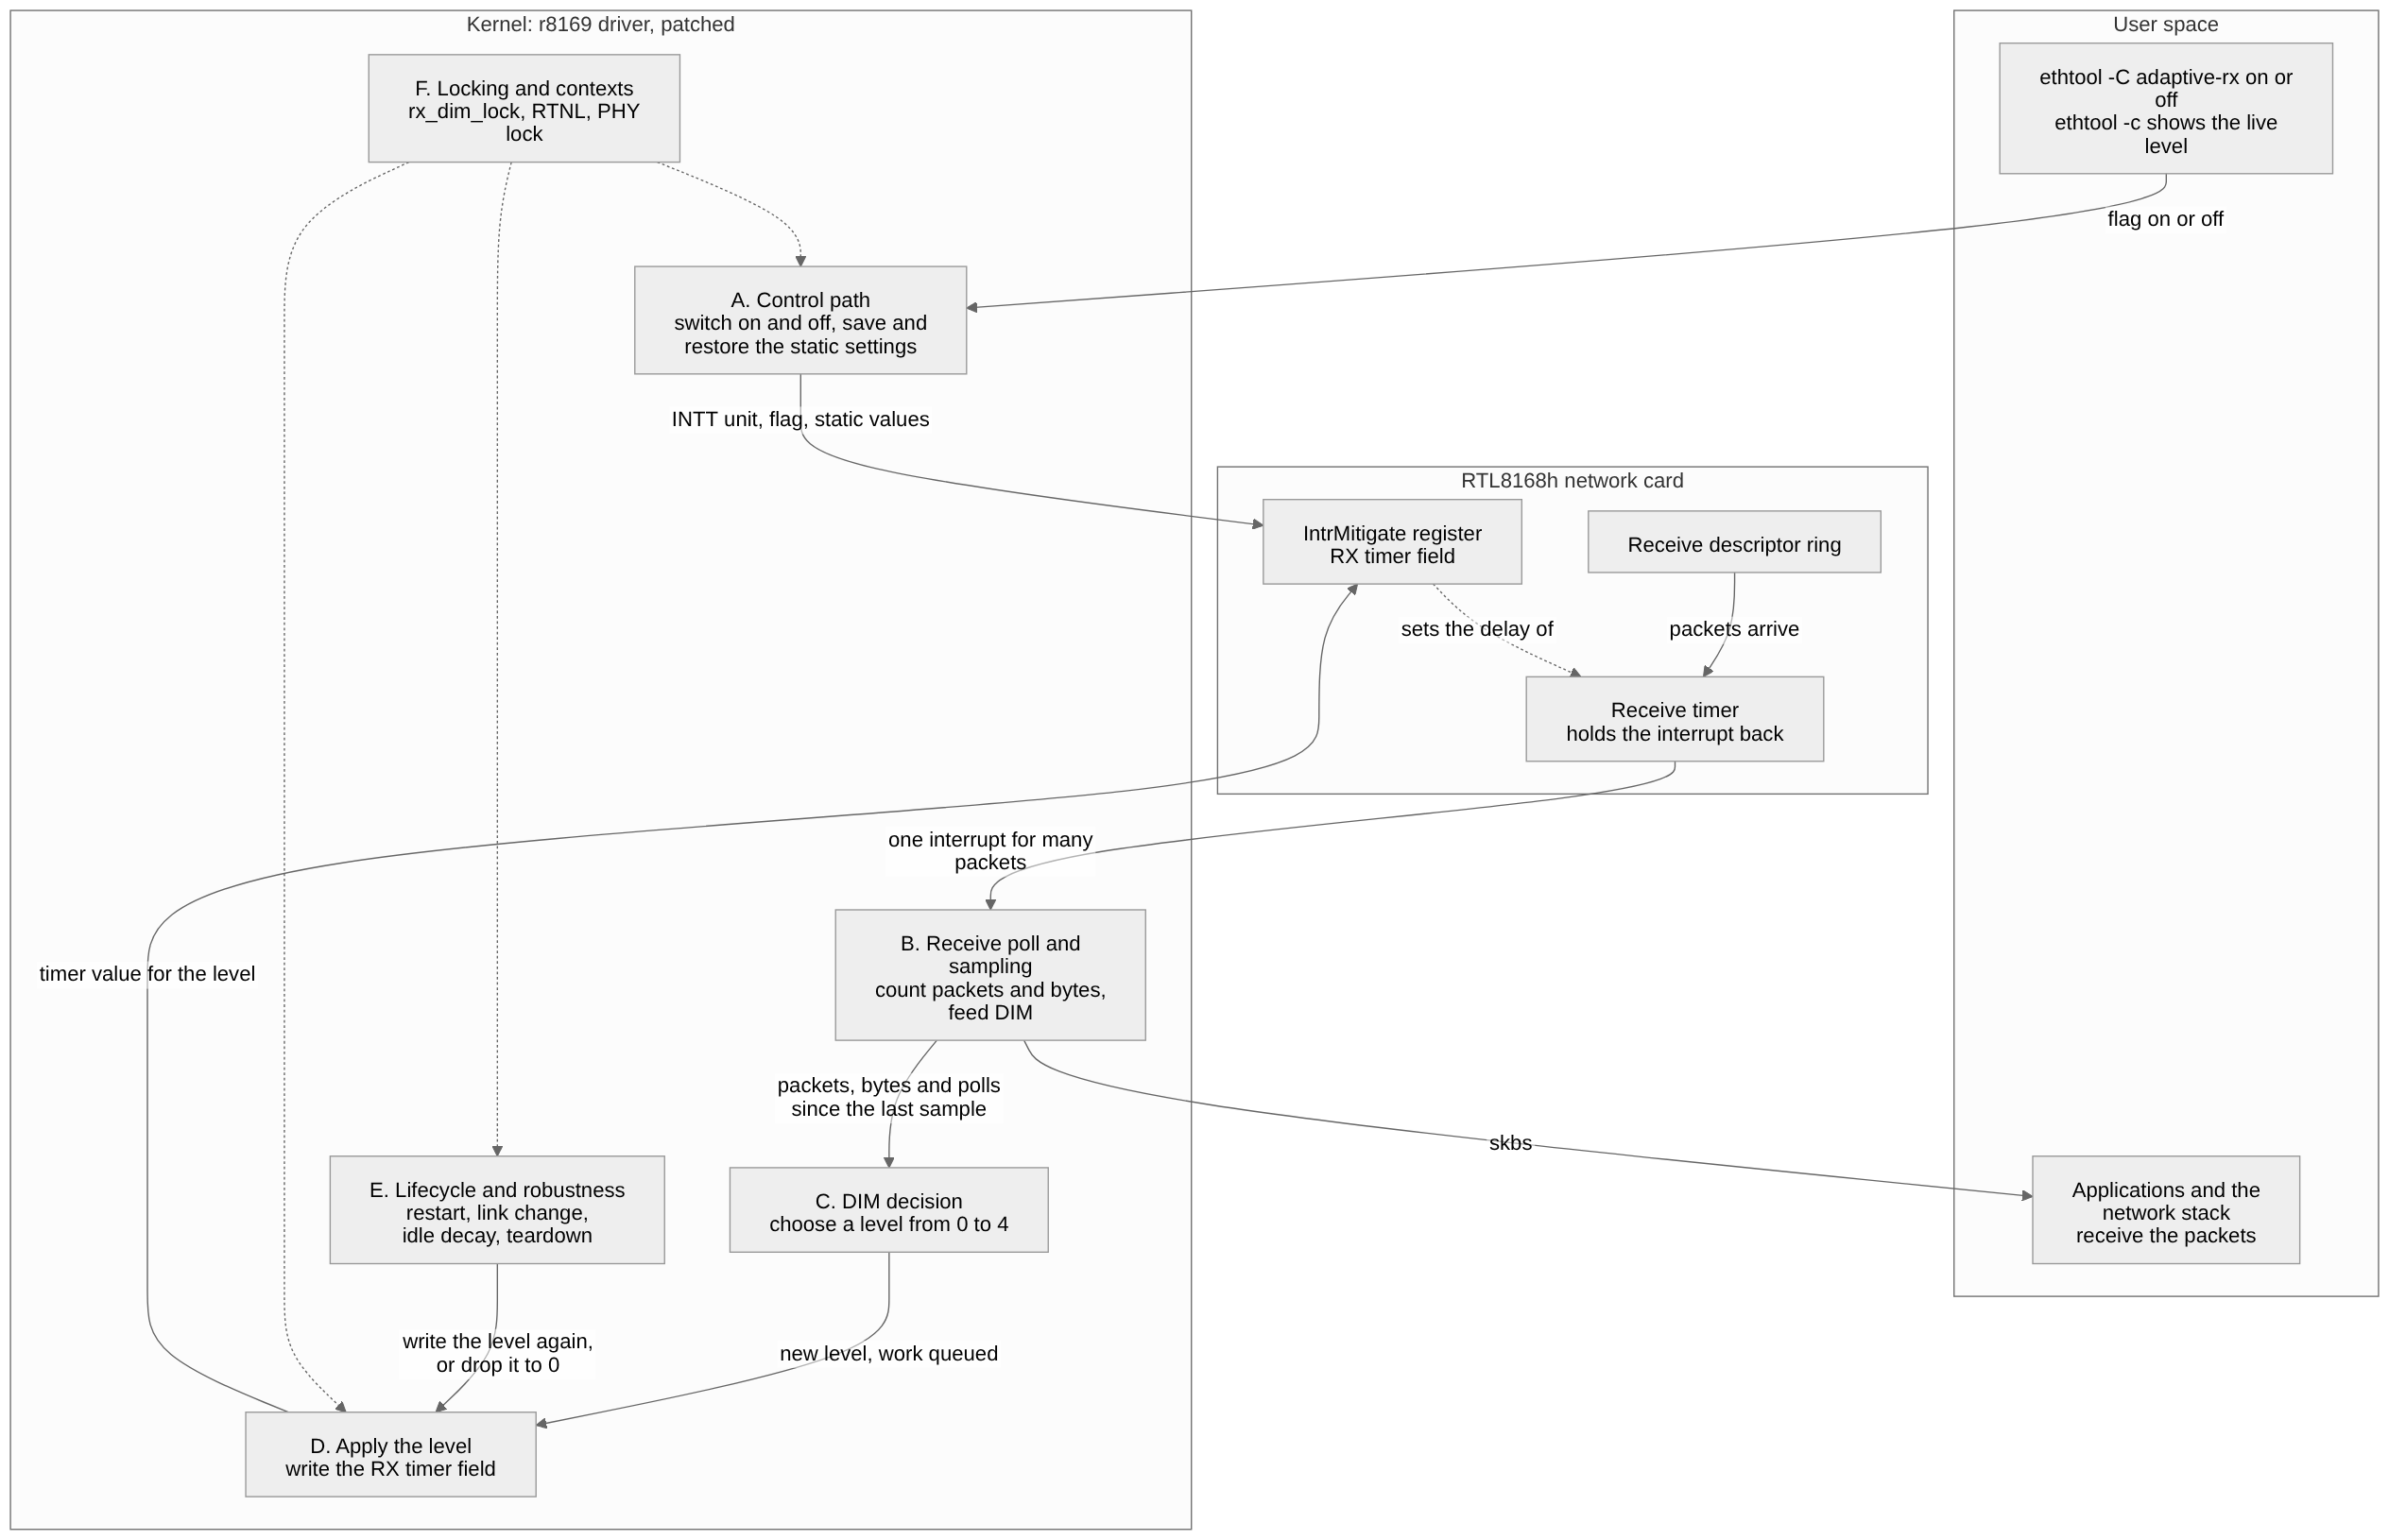 Kernel: r8169 driver, patched
User space
F. Locking and contexts
rx_dim_lock, RTNL, PHY
lock
ethtool -C adaptive-rx on or
off
ethtool -c shows the live
level
flag on or off
A. Control path
switch on and off, save and
restore the static settings
INTT unit, flag, static values
RTL8168h network card
IntrMitigate register
RX timer field
Receive descriptor ring
sets the delay of
packets arrive
Receive timer
holds the interrupt back
one interrupt for many
packets
timer value for the level
B. Receive poll and
sampling
count packets and bytes,
feed DIM
packets, bytes and polls
since the last sample
skbs
E. Lifecycle and robustness
restart, link change,
idle decay, teardown
C. DIM decision
choose a level from 0 to 4
Applications and the
network stack
receive the packets
write the level again,
or drop it to 0
new level, work queued
D. Apply the level
write the RX timer field